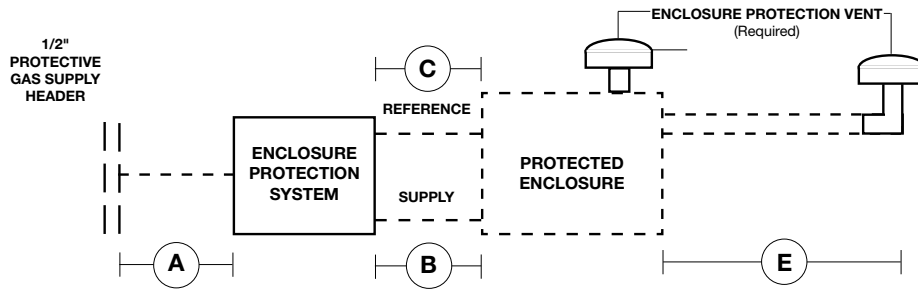 ENCLOSURE PROTECTION VENT
(Required)
1/2"
PROTECTIVE
GAS SUPPLY
HEADER
C
REFERENCE
ENCLOSURE
PROTECTION
SYSTEM
PROTECTED
ENCLOSURE
SUPPLY
A
B
E